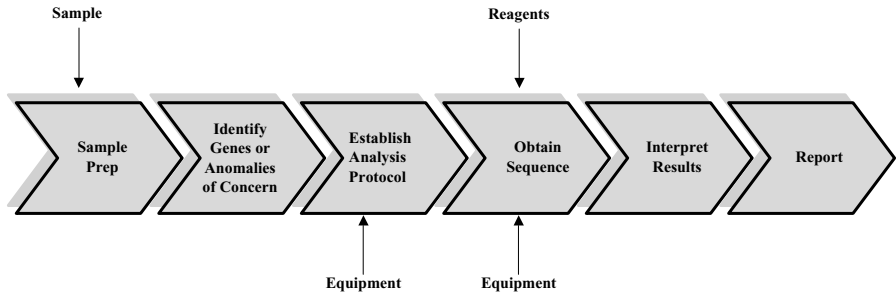 Sample
Reagents
Sample
Prep
Identify
Genes or
Anomalies
of Concern
Establish
Analysis
Protocol
Obtain
Sequence
Interpret
Results
Report
Equipment
Equipment